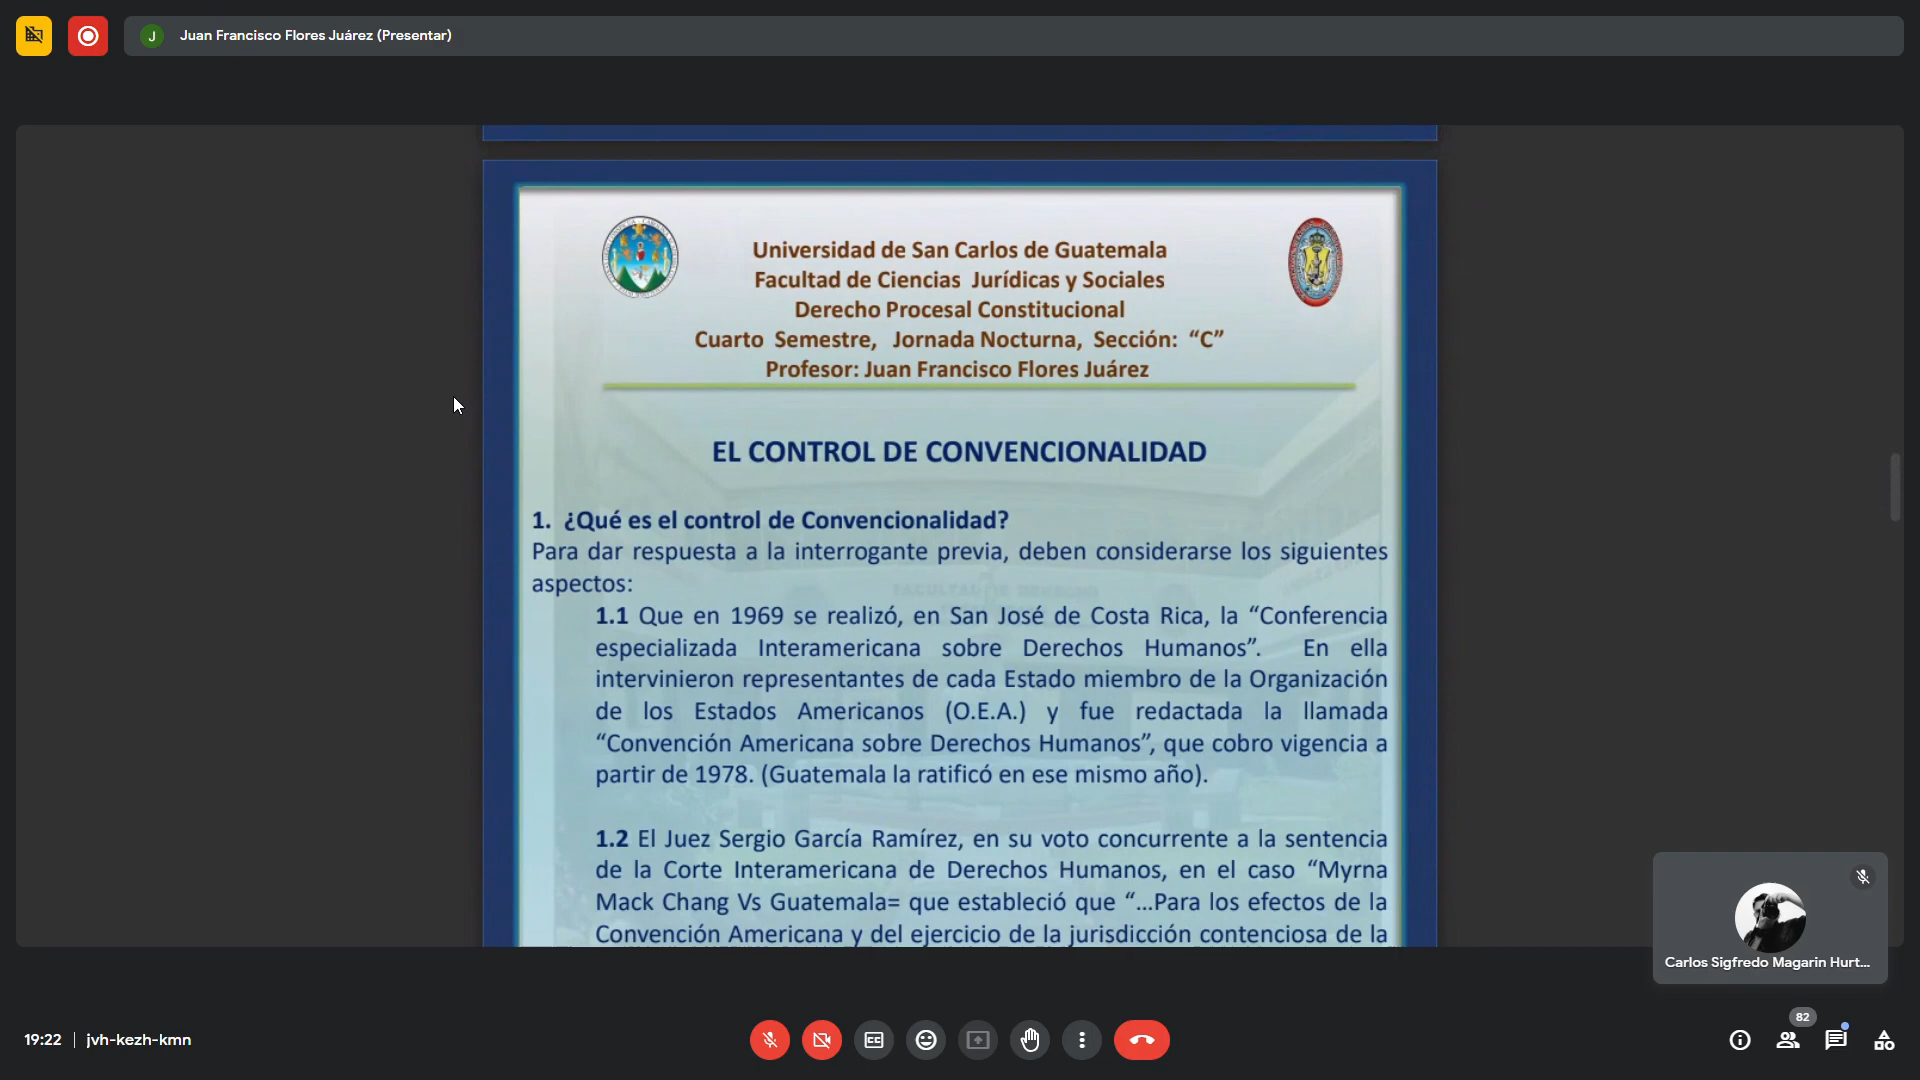 J Juan Francisco Flores Juárez (Presentar)
Universidad de San Carlos de Guatemala
Facultad de Ciencias Jurídicas y Sociales
Derecho Procesal Constitucional
Cuarto Semestre, Jornada Nocturna, Sección: “C”
Profesor: Juan Francisco Flores Juárez
EL CONTROL DE CONVENCIONALIDAD
1. ¿Qué es el control de Convencionalidad?
Para dar respuesta a la interrogante previa, deben considerarse los siguientes
aspectos:
1.1 Que en 1969 se realizó, en San José de Costa Rica, la “Conferencia
especializada Interamericana sobre Derechos Humanos”. En ella
intervinieron representantes de cada Estado miembro de la Organización
de los Estados Americanos (O.E.A.) y fue redactada la llamada
“Convención Americana sobre Derechos Humanos”, que cobro vigencia a
partir de 1978. (Guatemala la ratificó en ese mismo año).
1.2 El Juez Sergio García Ramírez, en su voto concurrente a la sentencia
de la Corte Interamericana de Derechos Humanos, en el caso “Myrna
Mack Chang Vs Guatemala= que estableció que “...Para los efectos de la
Convención Americana y del ejercicio de la jurisdicción contenciosa de la
Carlos Sigfredo Magarin Hurt...
19:22 | jvh-kezh-kmn
82